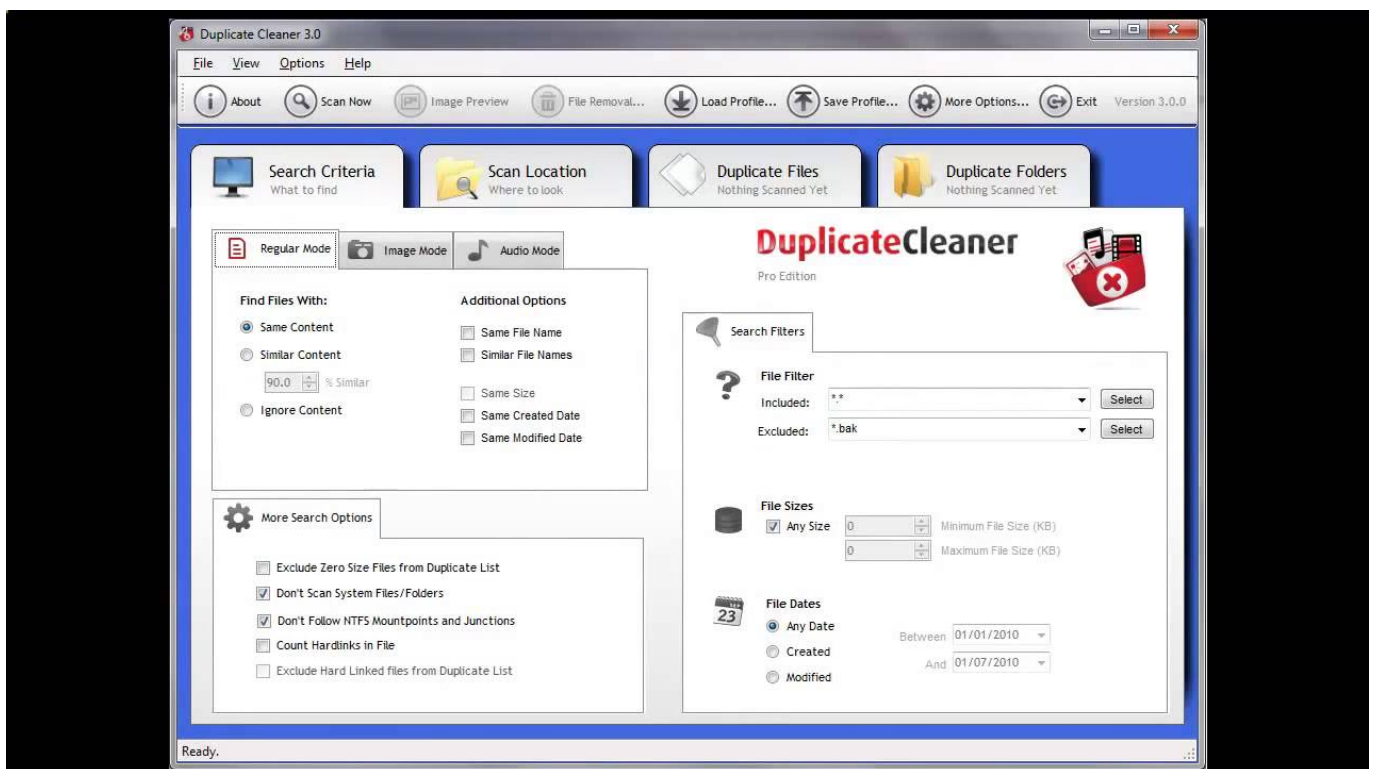 Duplicate Cleaner 3.0
File View Options Help
About Scan Now Image Preview File Removal... Load Profile... Save Profile... More Options... Exit Version 3.0.0
Search Criteria
What to find
Scan Location
Where to look
Duplicate Files
Nothing Scanned Yet
Duplicate Folders
Nothing Scanned Yet
Regular Mode Image Mode Audio Mode
Find Files With:
Same Content
Similar Content
90.0 % Similar
Ignore Content
Additional Options
Same File Name
Similar File Names
Same Size
Same Created Date
Same Modified Date
More Search Options
Exclude Zero Size Files from Duplicate List
Don't Scan System Files/Folders
Don't Follow NTFS Mountpoints and Junctions
Count Hardlinks in File
Exclude Hard Linked files from Duplicate List
DuplicateCleaner
Pro Edition
Search Filters
File Filter
Included: *.* Select
Excluded: *.bak Select
File Sizes
Any Size 0 Minimum File Size (KB)
0 Maximum File Size (KB)
23
File Dates
Any Date
Created
Modified
Between 01/01/2010
And 01/07/2010
Ready.